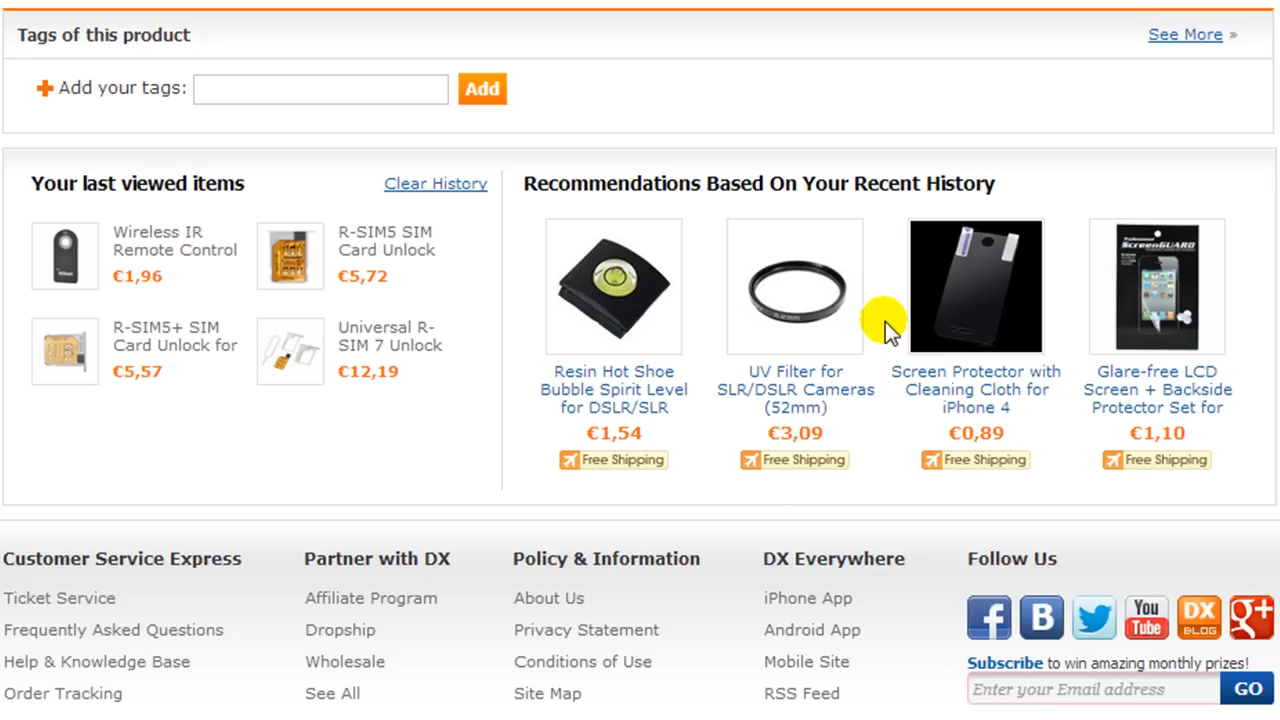 Tags of this product
See More »
Add your tags:
Add
Your last viewed items
Clear History
Wireless IR
Remote Control
€1,96
R-SIM5 SIM
Card Unlock
€5,72
R-SIM5+ SIM
Card Unlock for
€5,57
Universal R-
SIM 7 Unlock
€12,19
Recommendations Based On Your Recent History
Resin Hot Shoe
Bubble Spirit Level
for DSLR/SLR
€1,54
Free Shipping
UV Filter for
SLR/DSLR Cameras
(52mm)
€3,09
Free Shipping
Screen Protector with
Cleaning Cloth for
iPhone 4
€0,89
Free Shipping
ScreenGUARD
Glare-free LCD
Screen + Backside
Protector Set for
€1,10
Free Shipping
Customer Service Express
Ticket Service
Frequently Asked Questions
Help & Knowledge Base
Order Tracking
Partner with DX
Affiliate Program
Dropship
Wholesale
See All
Policy & Information
About Us
Privacy Statement
Conditions of Use
Site Map
DX Everywhere
iPhone App
Android App
Mobile Site
RSS Feed
Follow Us
f
B
You
Tube
DX
BLOG
g+
Subscribe to win amazing monthly prizes!
Enter your Email address
GO